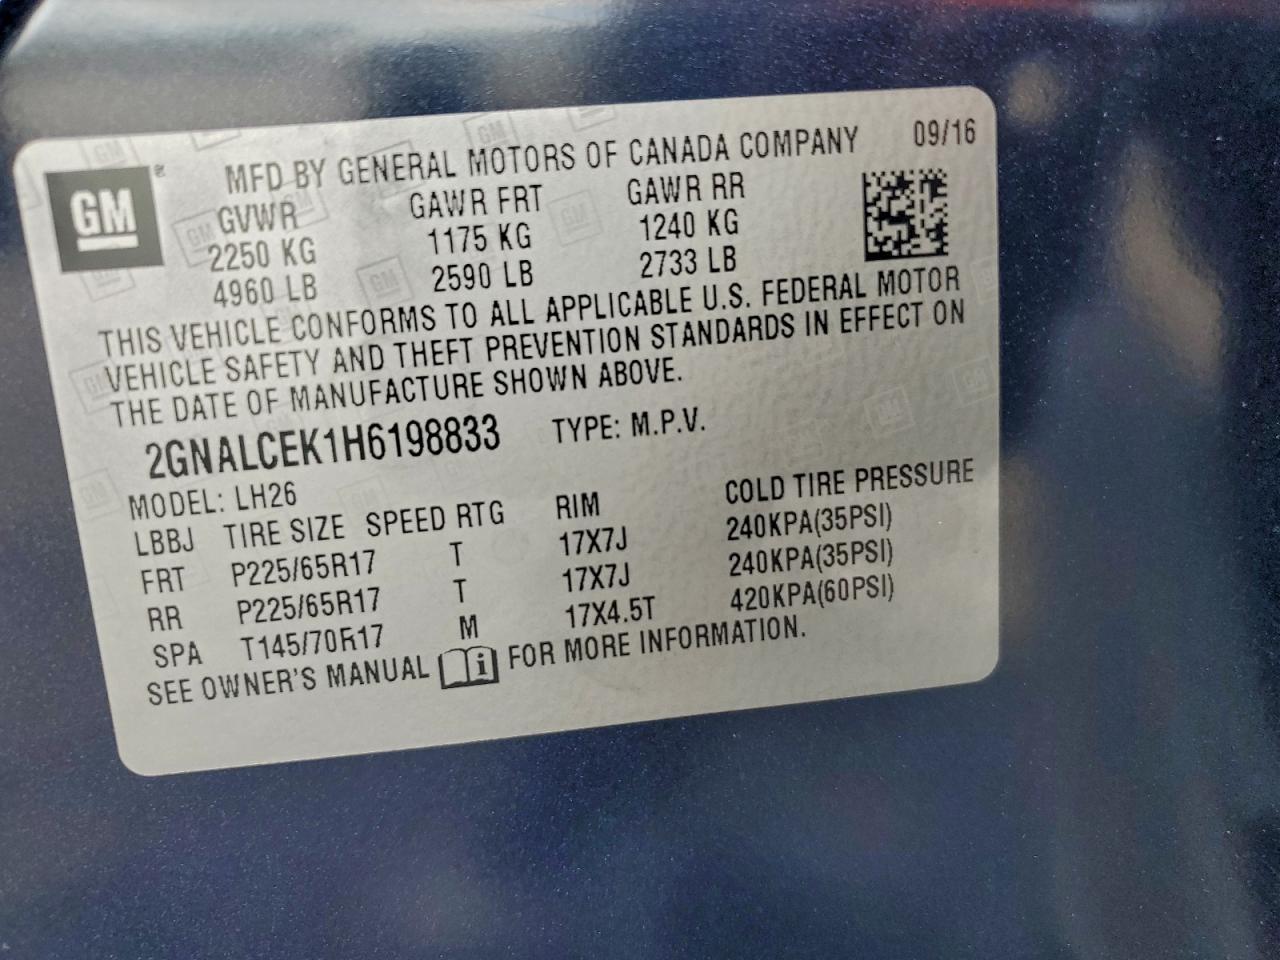 GM
MFD BY GENERAL MOTORS OF CANADA COMPANY 09/16
GVWR GAWR FRT GAWR RR
2250 KG 1175 KG 1240 KG
4960 LB 2590 LB 2733 LB
THIS VEHICLE CONFORMS TO ALL APPLICABLE U.S. FEDERAL MOTOR
VEHICLE SAFETY AND THEFT PREVENTION STANDARDS IN EFFECT ON
THE DATE OF MANUFACTURE SHOWN ABOVE.
2GNALCEK1H6198833 TYPE: M.P.V.
MODEL: LH26
LBBJ TIRE SIZE SPEED RTG RIM COLD TIRE PRESSURE
FRT P225/65R17 T 17X7J 240KPA(35PSI)
RR P225/65R17 T 17X7J 240KPA(35PSI)
SPA T145/70R17 M 17X4.5T 420KPA(60PSI)
SEE OWNER'S MANUAL i FOR MORE INFORMATION.